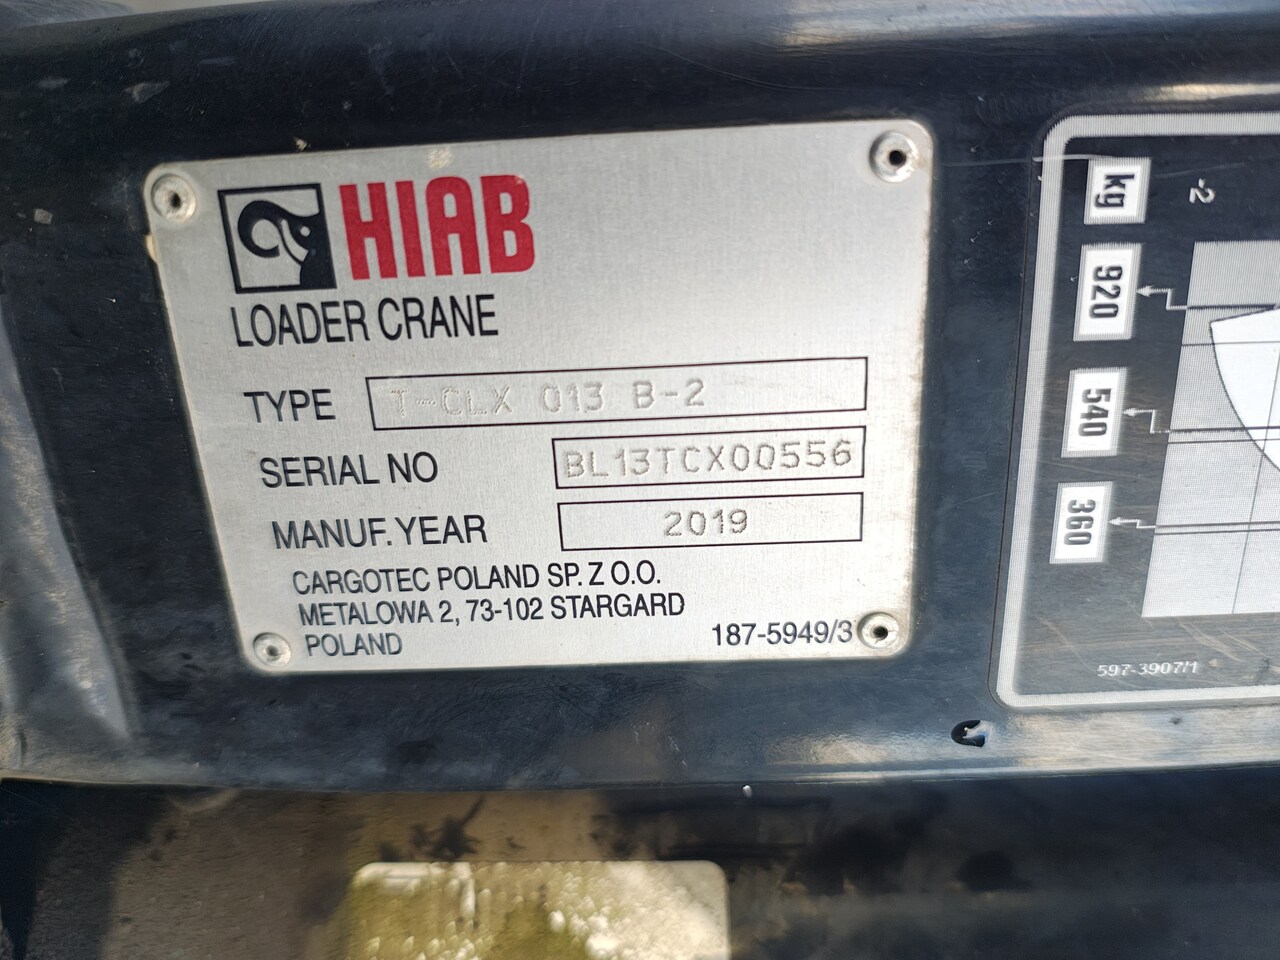 HIAB
LOADER CRANE
TYPE T-CLX 013 B-2
SERIAL NO BL13TCX00556
MANUF. YEAR 2019
CARGOTEC POLAND SP. Z O.O.
METALOWA 2, 73-102 STARGARD
POLAND
187-5949/3
kg
-2
920
540
360
597-3907/1